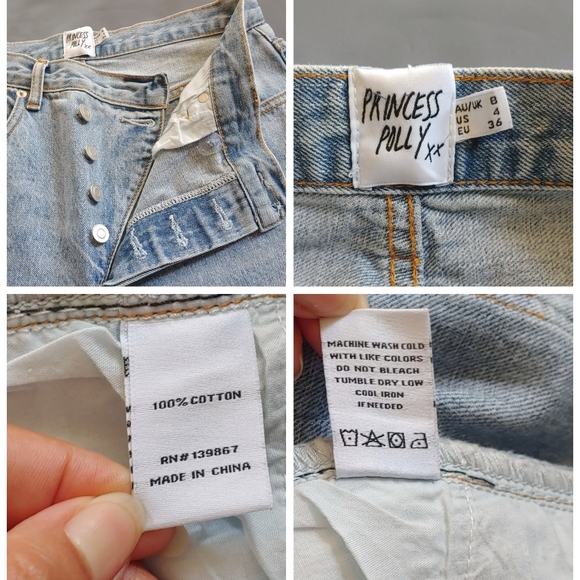 PRINCESS
POLLY xx
PRINCESS
POLLY xx
AU/UK 8
US 4
EU 36
100% COTTON
RN#139867
MADE IN CHINA
MACHINE WASH COLD
WITH LIKE COLORS
DO NOT BLEACH
TUMBLE DRY LOW
COOL IRON
IF NEEDED